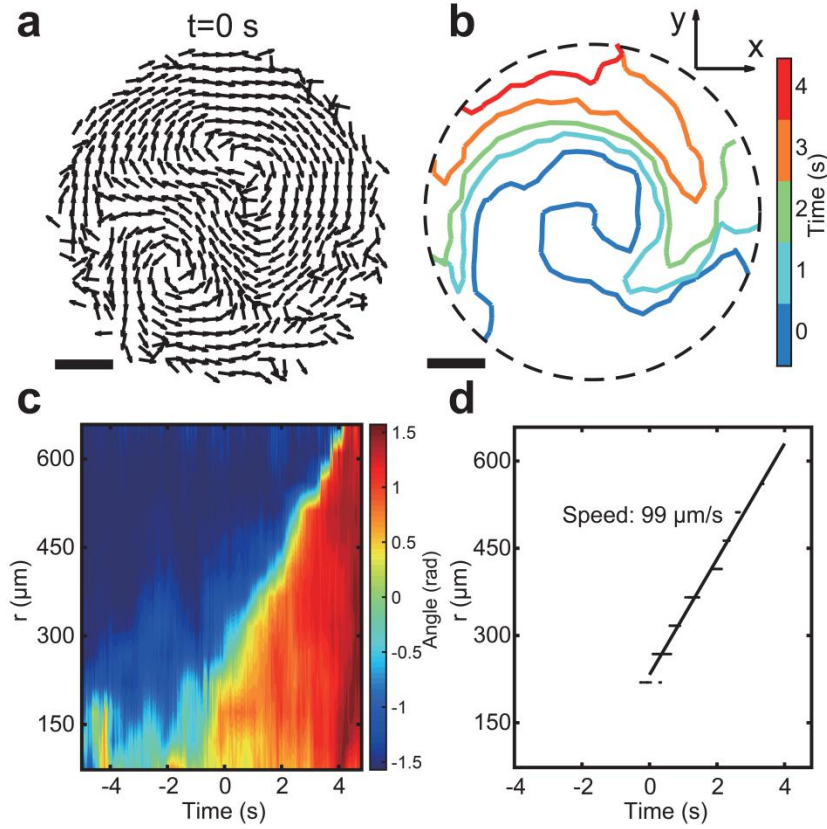 a
t=0 s
b
y
x
4
3
2
1
0
Time (s)
c
600
450
300
150
r (μm)
-4
-2
0
2
4
Time (s)
1.5
1
0.5
0
-0.5
-1
-1.5
Angle (rad)
d
600
450
300
150
r (μm)
Speed: 99 μm/s
-4
-2
0
2
4
Time (s)